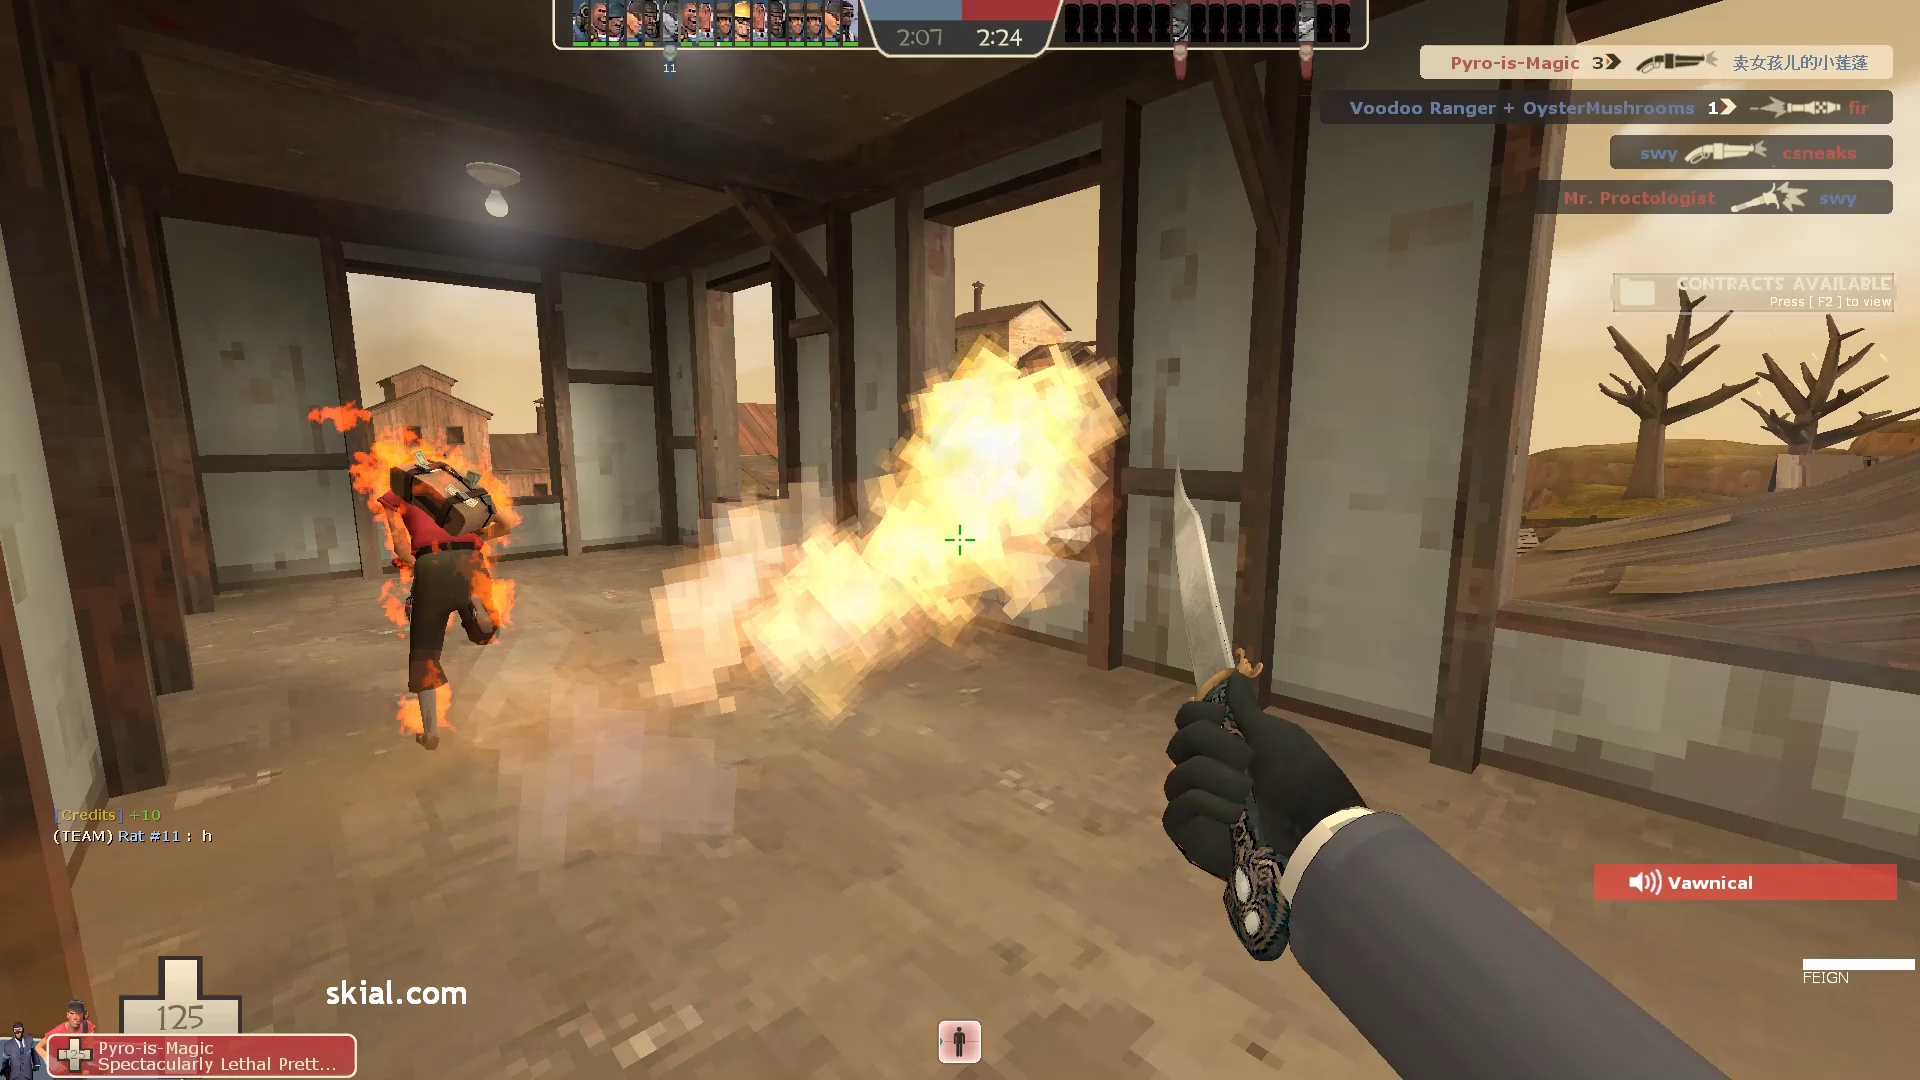 2:07 2:24
11
Pyro-is-Magic 3 卖女孩儿的小莲蓬
Voodoo Ranger + OysterMushrooms 1 fir
swy csneaks
Mr. Proctologist swy
CONTRACTS AVAILABLE
Press [ F2 ] to view
[Credits] +10
(TEAM) Rat #11 : h
Vawnical
FEIGN
skial.com
125
125
Pyro-is-Magic
Spectacularly Lethal Prett...